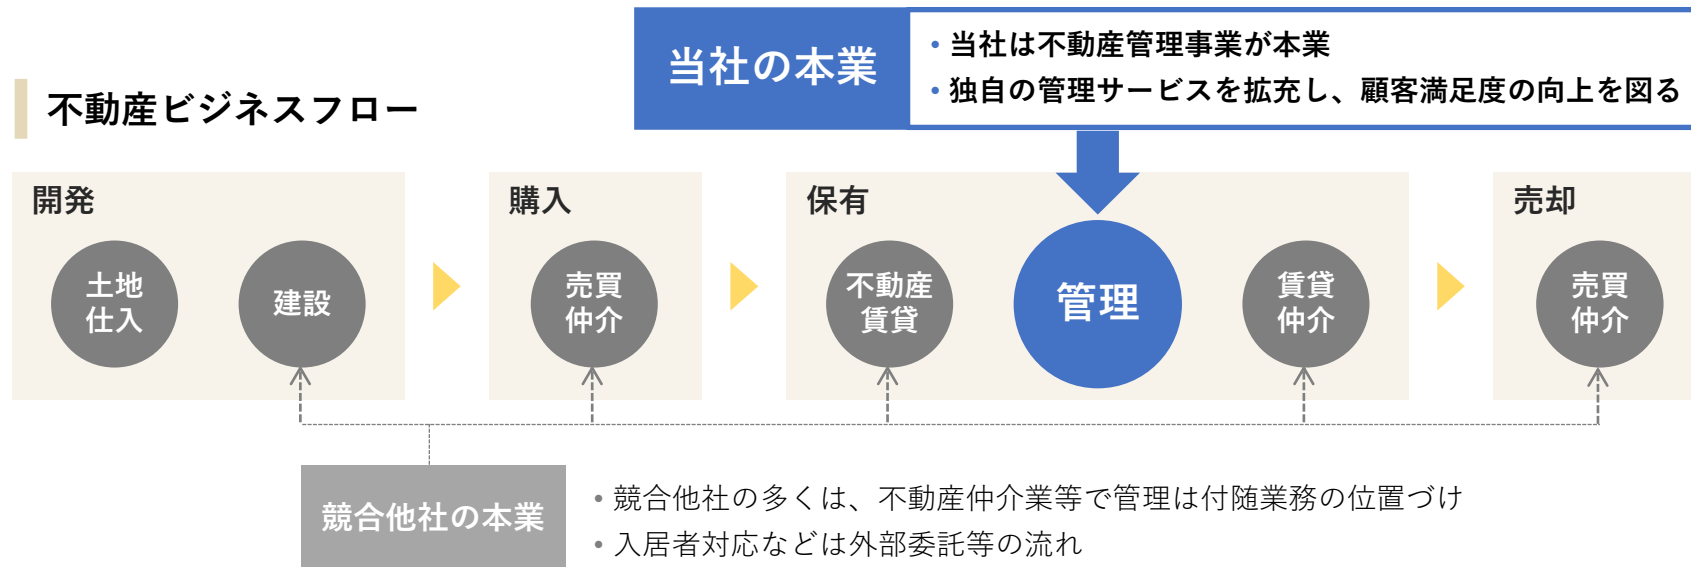 当社の本業
・当社は不動産管理事業が本業
・独自の管理サービスを拡充し、顧客満足度の向上を図る
不動産ビジネスフロー
開発
土地
仕入
建設
購入
売買
仲介
保有
不動産
賃貸
管理
賃貸
仲介
売却
売買
仲介
競合他社の本業
・競合他社の多くは、不動産仲介業等で管理は付随業務の位置づけ
・入居者対応などは外部委託等の流れ